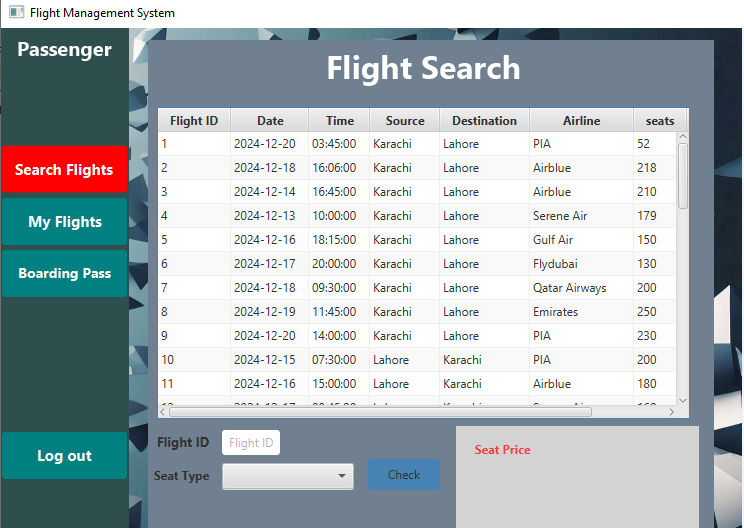 Flight Management System
Passenger
Search Flights
My Flights
Boarding Pass
Log out
Flight Search
Flight ID Date Time Source Destination Airline seats
1 2024-12-20 03:45:00 Karachi Lahore PIA 52
2 2024-12-18 16:06:00 Karachi Lahore Airblue 218
3 2024-12-14 16:45:00 Karachi Lahore Airblue 210
4 2024-12-13 10:00:00 Karachi Lahore Serene Air 179
5 2024-12-16 18:15:00 Karachi Lahore Gulf Air 150
6 2024-12-17 20:00:00 Karachi Lahore Flydubai 130
7 2024-12-18 09:30:00 Karachi Lahore Qatar Airways 200
8 2024-12-19 11:45:00 Karachi Lahore Emirates 250
9 2024-12-20 14:00:00 Karachi Lahore PIA 230
10 2024-12-15 07:30:00 Lahore Karachi PIA 200
11 2024-12-16 15:00:00 Lahore Karachi Airblue 180
Flight ID Flight ID
Seat Type Check
Seat Price